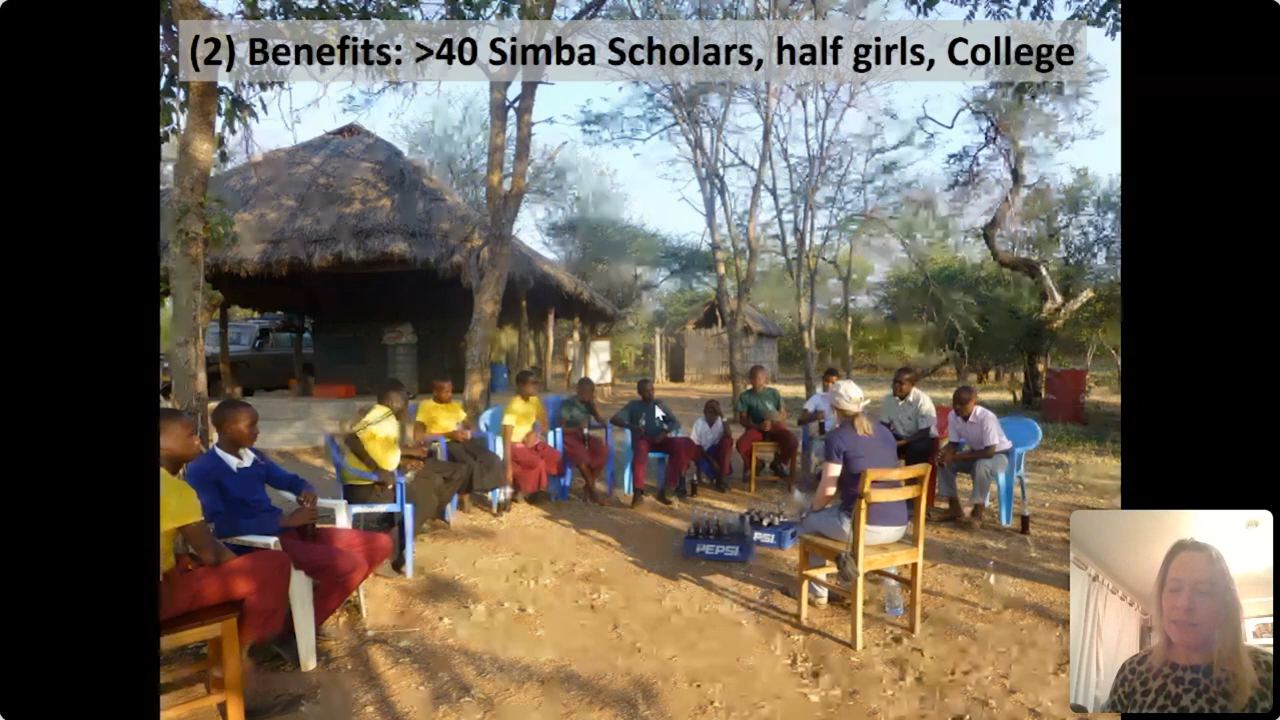 (2) Benefits: >40 Simba Scholars, half girls, College
PEPSI
PSI